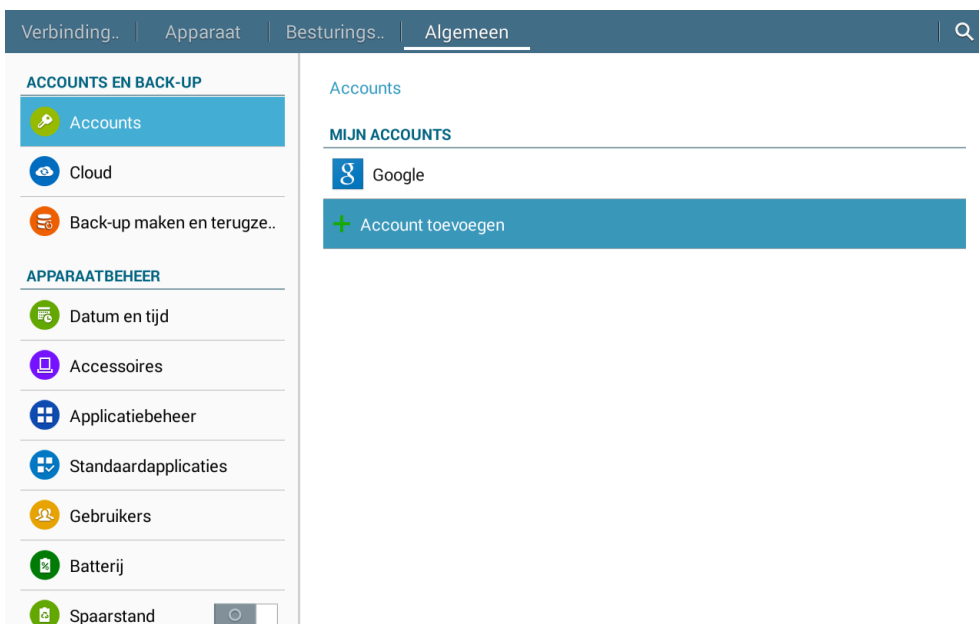 Verbinding..
Apparaat
Besturings..
Algemeen
ACCOUNTS EN BACK-UP
Accounts
Cloud
Back-up maken en terugze..
APPARAATBEHEER
Datum en tijd
Accessoires
Applicatiebeheer
Standaardapplicaties
Gebruikers
Batterij
Spaarstand
Accounts
MIJN ACCOUNTS
Google
Account toevoegen